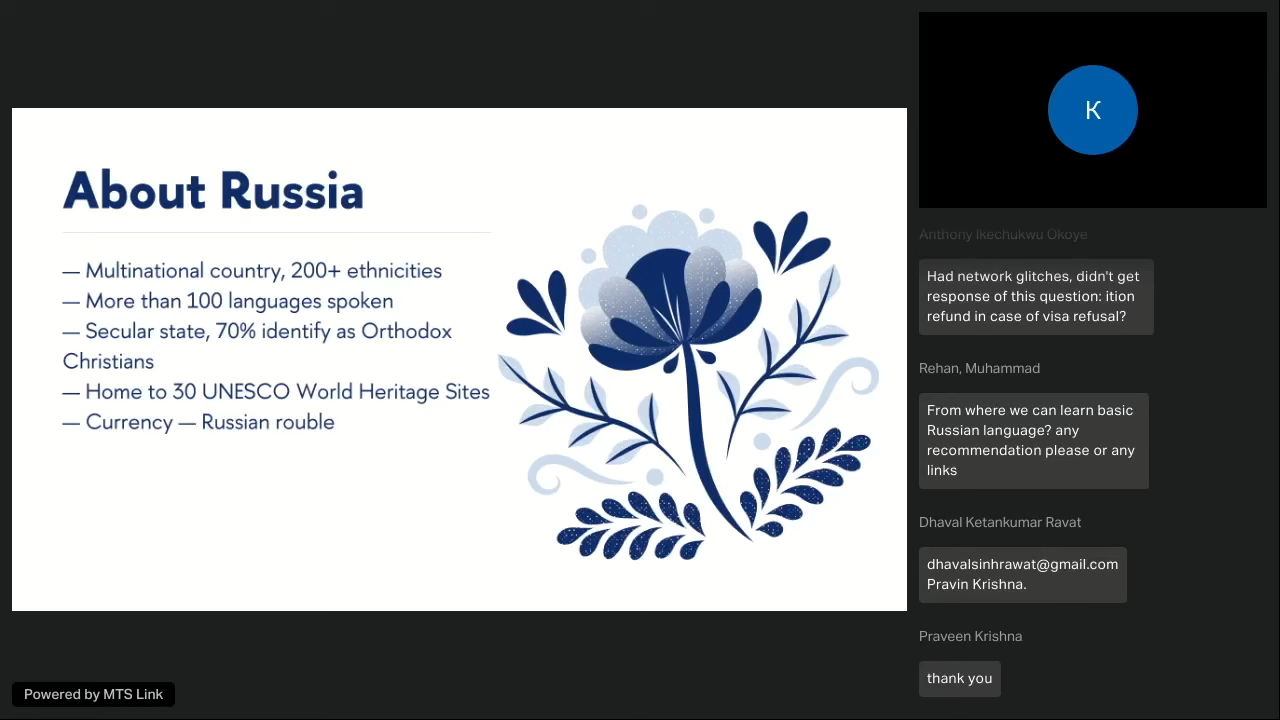 About Russia
— Multinational country, 200+ ethnicities
— More than 100 languages spoken
— Secular state, 70% identify as Orthodox
Christians
— Home to 30 UNESCO World Heritage Sites
— Currency — Russian rouble
Powered by MTS Link
K
Anthony Ikechukwu Okoye
Had network glitches, didn't get
response of this question: ition
refund in case of visa refusal?
Rehan, Muhammad
From where we can learn basic
Russian language? any
recommendation please or any
links
Dhaval Ketankumar Ravat
dhavalsinhrawat@gmail.com
Pravin Krishna.
Praveen Krishna
thank you